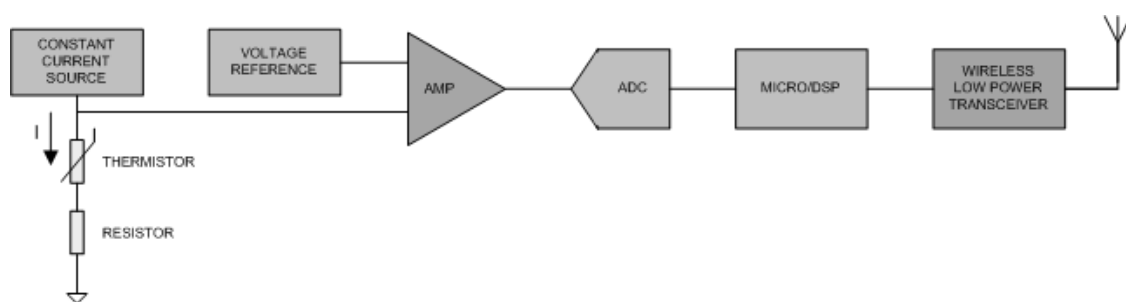 CONSTANT
CURRENT
SOURCE
VOLTAGE
REFERENCE
AMP
ADC
MICRO/DSP
WIRELESS
LOW POWER
TRANSCEIVER
I
THERMISTOR
RESISTOR